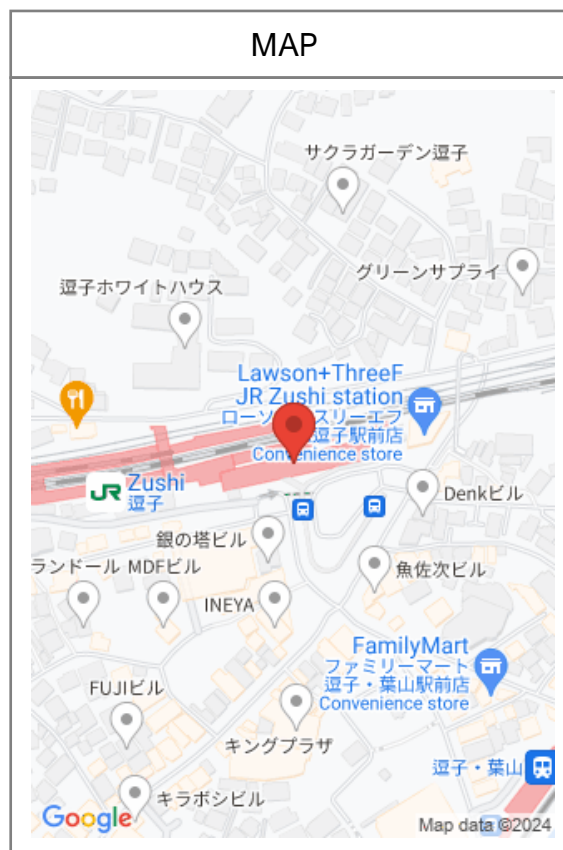 MAP
サクラガーデン逗子
グリーンサプライ
逗子ホワイトハウス
Lawson+ThreeF
JR Zushi station
ローソ スリーエフ
逗子駅前店
Convenience store
JR
Zushi
逗子
Denkビル
銀の塔ビル
ランドール
MDFビル
魚佐次ビル
INEYA
FamilyMart
ファミリーマート
逗子・葉山駅前店
Convenience store
FUJIビル
キングプラザ
逗子・葉山
キラボシビル
Google
Map data ©2024